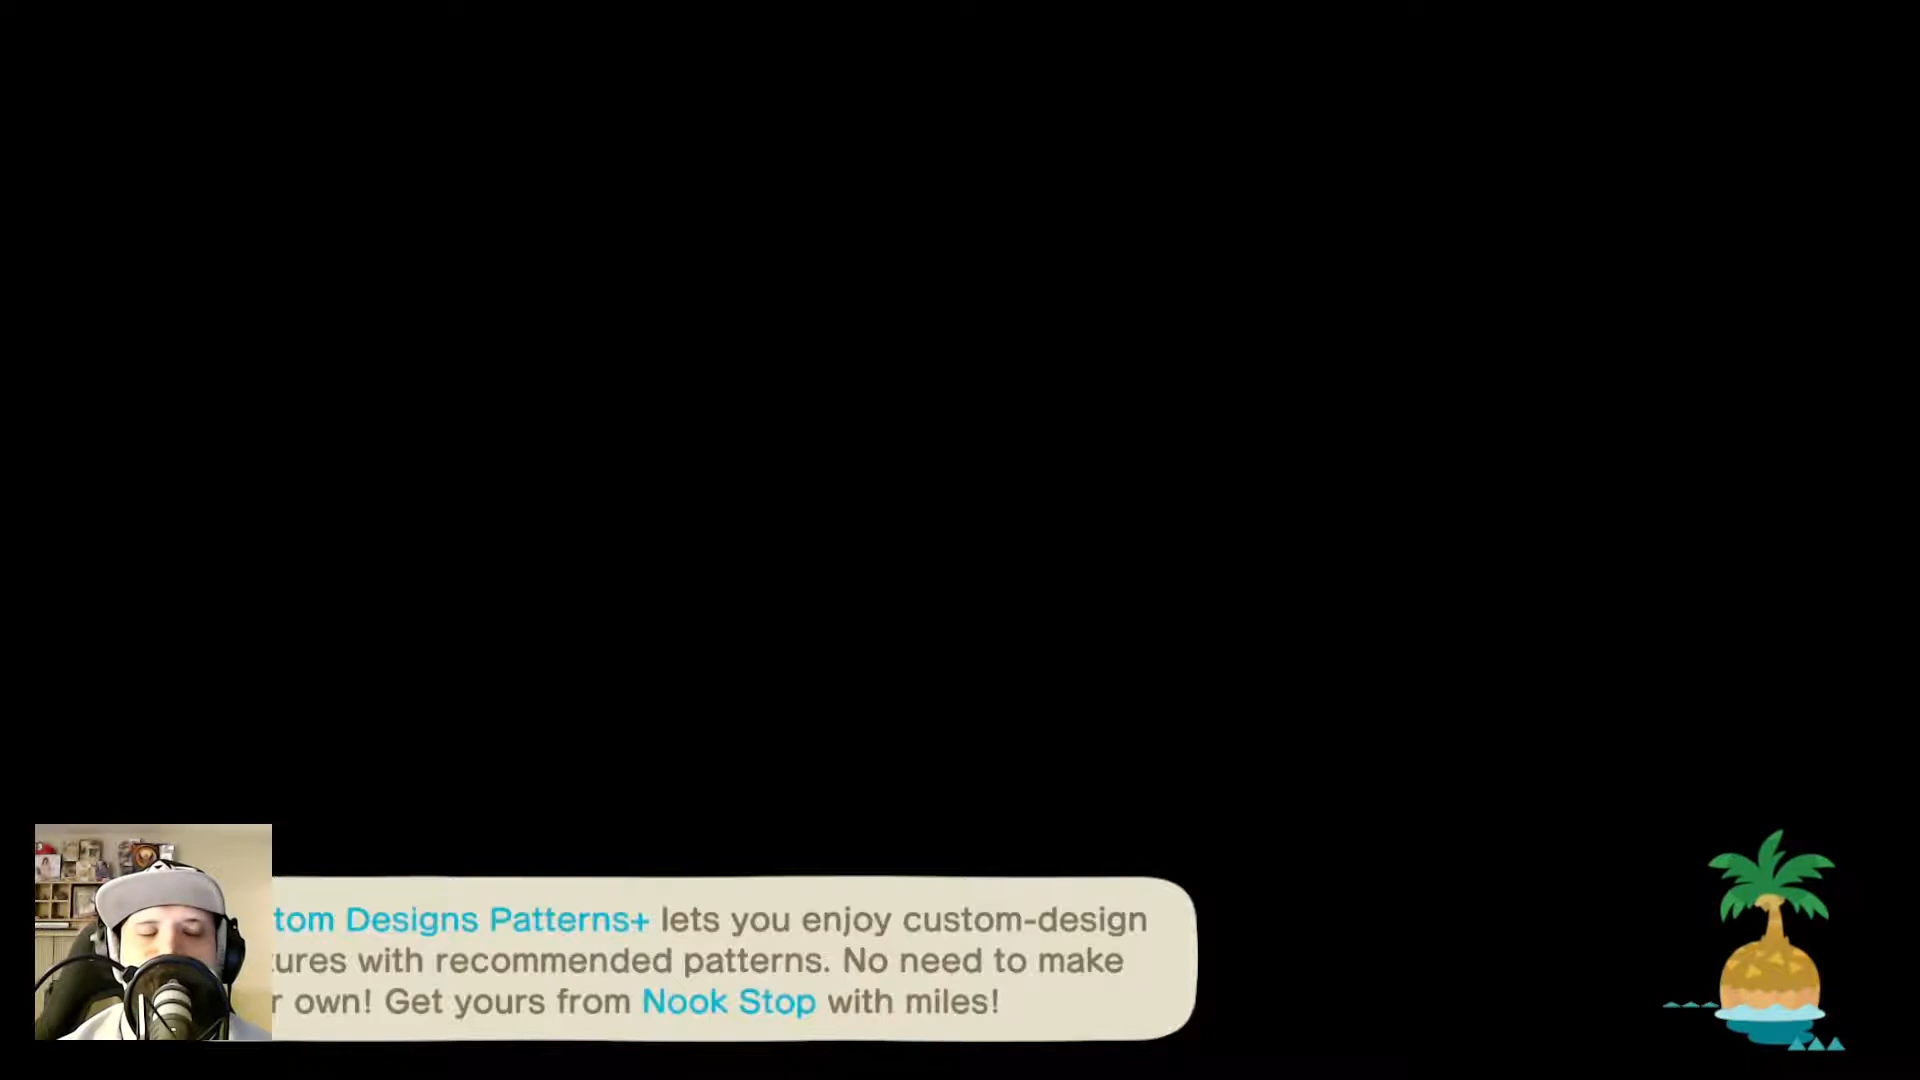 tom Designs Patterns+ lets you enjoy custom-design
tures with recommended patterns. No need to make
r own! Get yours from Nook Stop with miles!